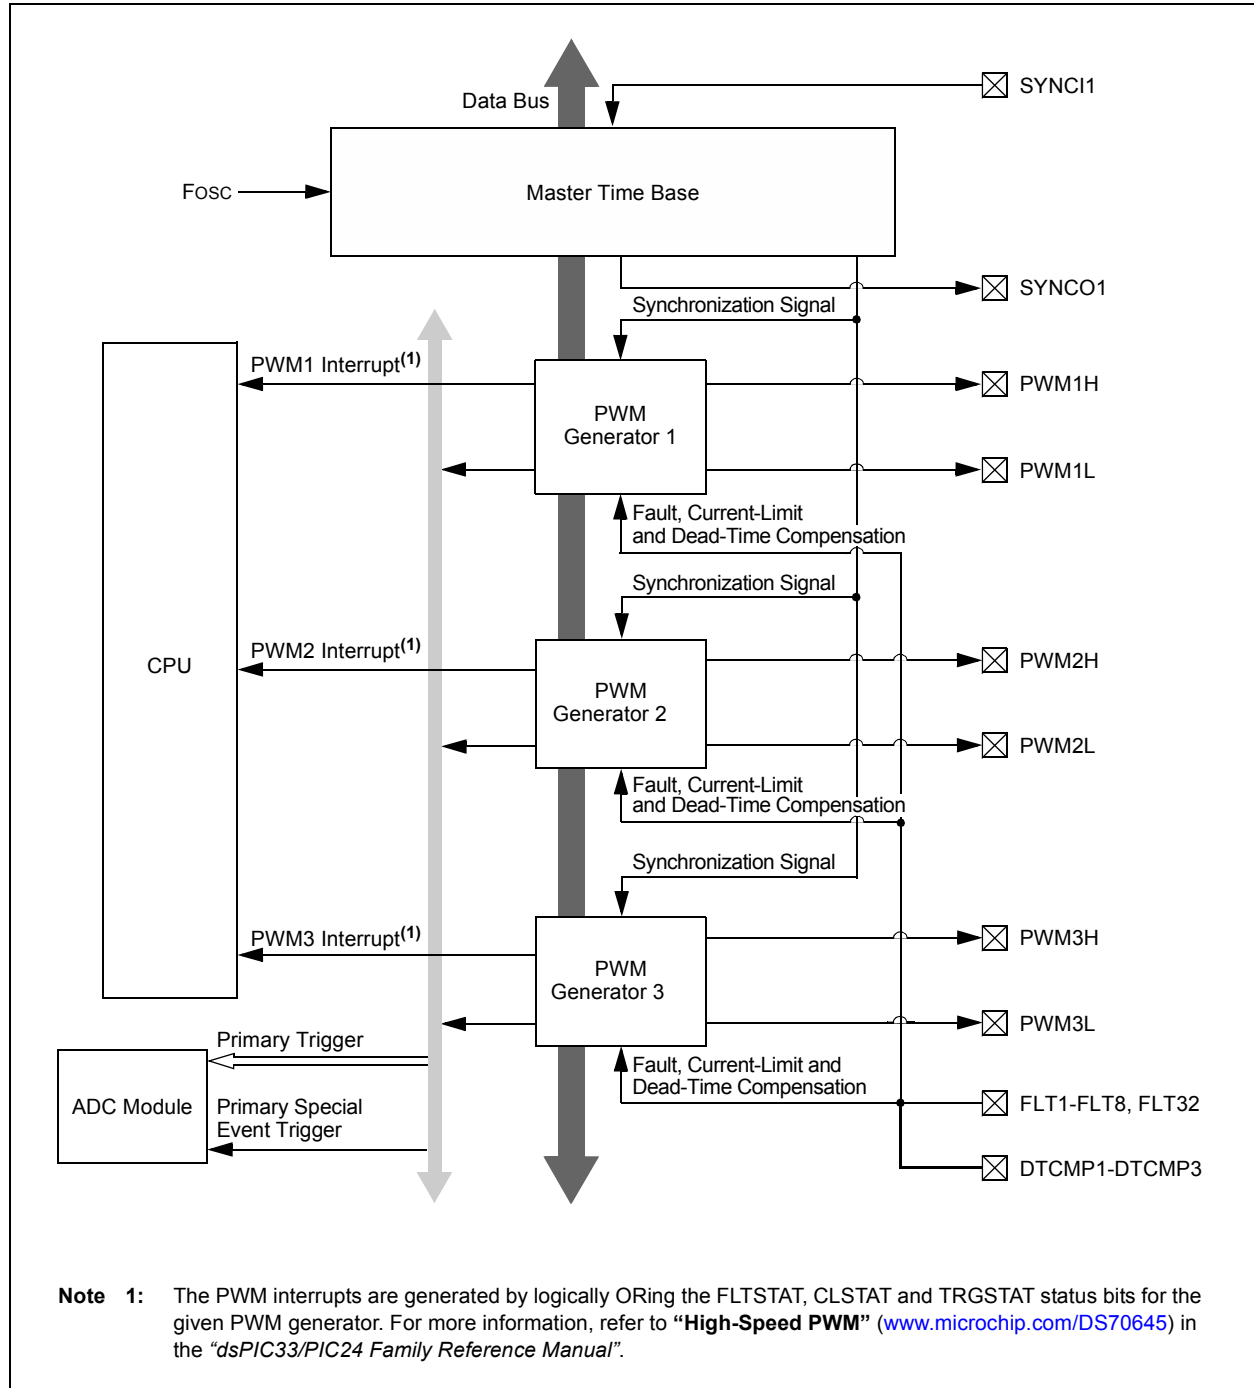 Data Bus
SYNCI1
FOSC
Master Time Base
SYNCO1
Synchronization Signal
PWM1 Interrupt(1)
PWM
Generator 1
PWM1H
PWM1L
Fault, Current-Limit
and Dead-Time Compensation
Synchronization Signal
CPU
PWM2 Interrupt(1)
PWM
Generator 2
PWM2H
PWM2L
Fault, Current-Limit
and Dead-Time Compensation
Synchronization Signal
PWM3 Interrupt(1)
PWM
Generator 3
PWM3H
PWM3L
Primary Trigger
Fault, Current-Limit and
Dead-Time Compensation
ADC Module
Primary Special
Event Trigger
FLT1-FLT8, FLT32
DTCMP1-DTCMP3
Note 1: The PWM interrupts are generated by logically ORing the FLTSTAT, CLSTAT and TRGSTAT status bits for the
given PWM generator. For more information, refer to “High-Speed PWM” (www.microchip.com/DS70645) in
the “dsPIC33/PIC24 Family Reference Manual”.